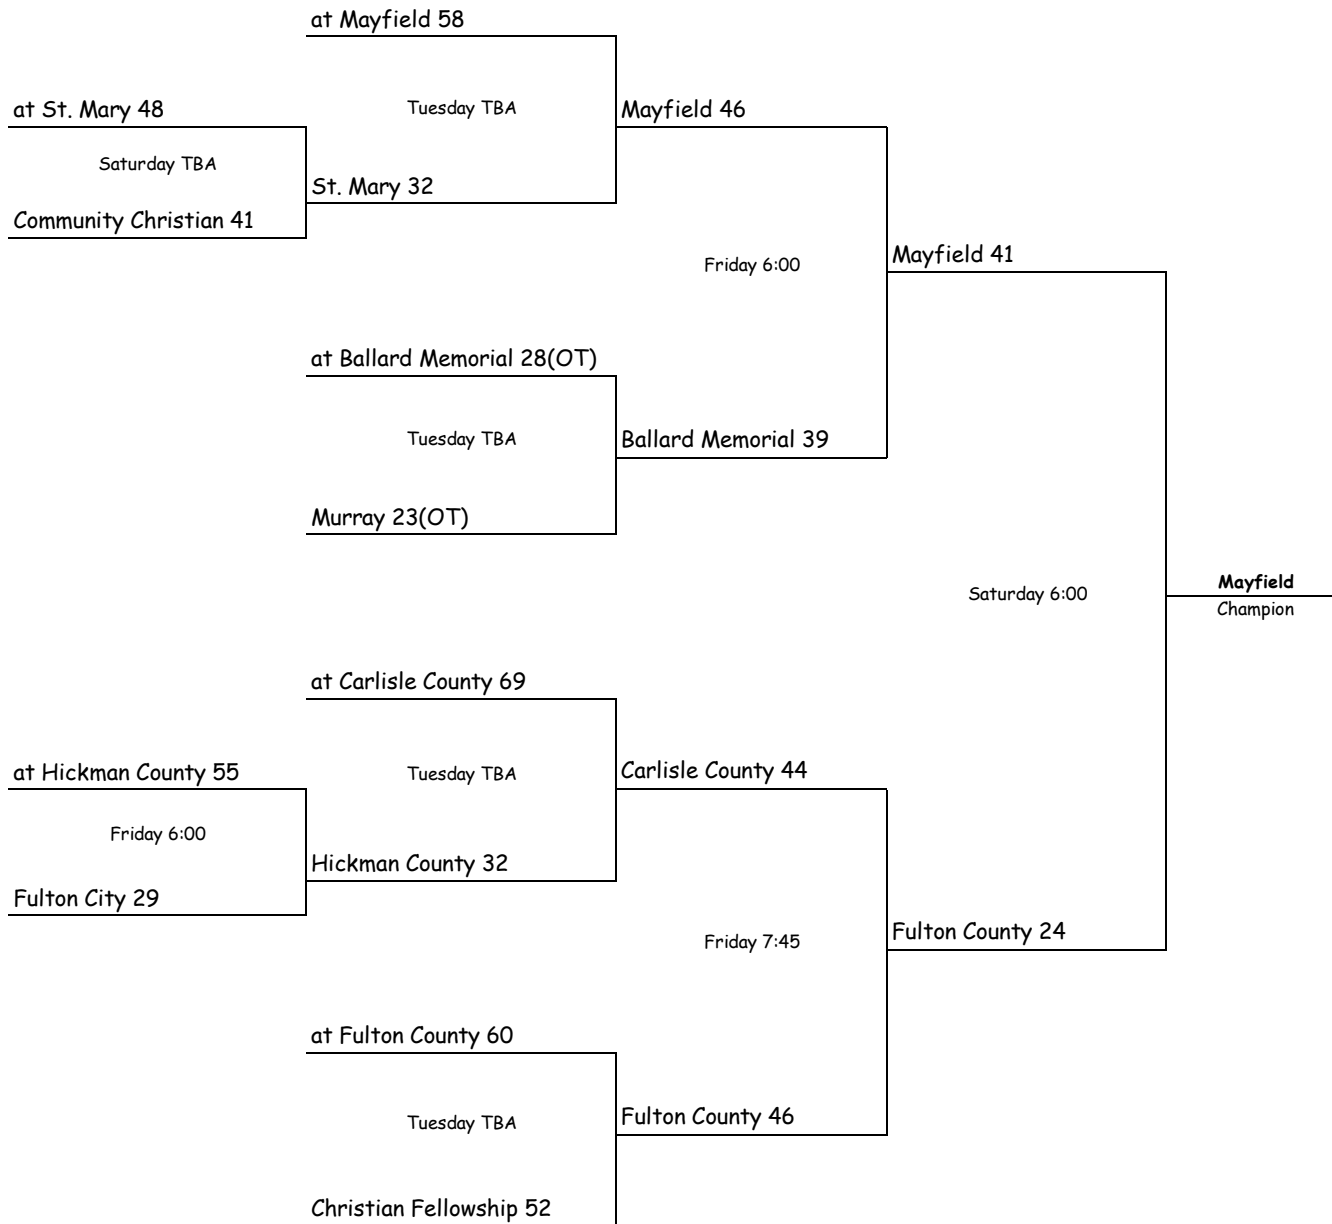 at Mayfield 58
Tuesday TBA
at St. Mary 48
Mayfield 46
Saturday TBA
St. Mary 32
Community Christian 41
Friday 6:00
Mayfield 41
at Ballard Memorial 28(OT)
Tuesday TBA
Ballard Memorial 39
Murray 23(OT)
Saturday 6:00
Mayfield
Champion
at Carlisle County 69
at Hickman County 55
Tuesday TBA
Carlisle County 44
Friday 6:00
Hickman County 32
Fulton City 29
Friday 7:45
Fulton County 24
at Fulton County 60
Tuesday TBA
Fulton County 46
Christian Fellowship 52